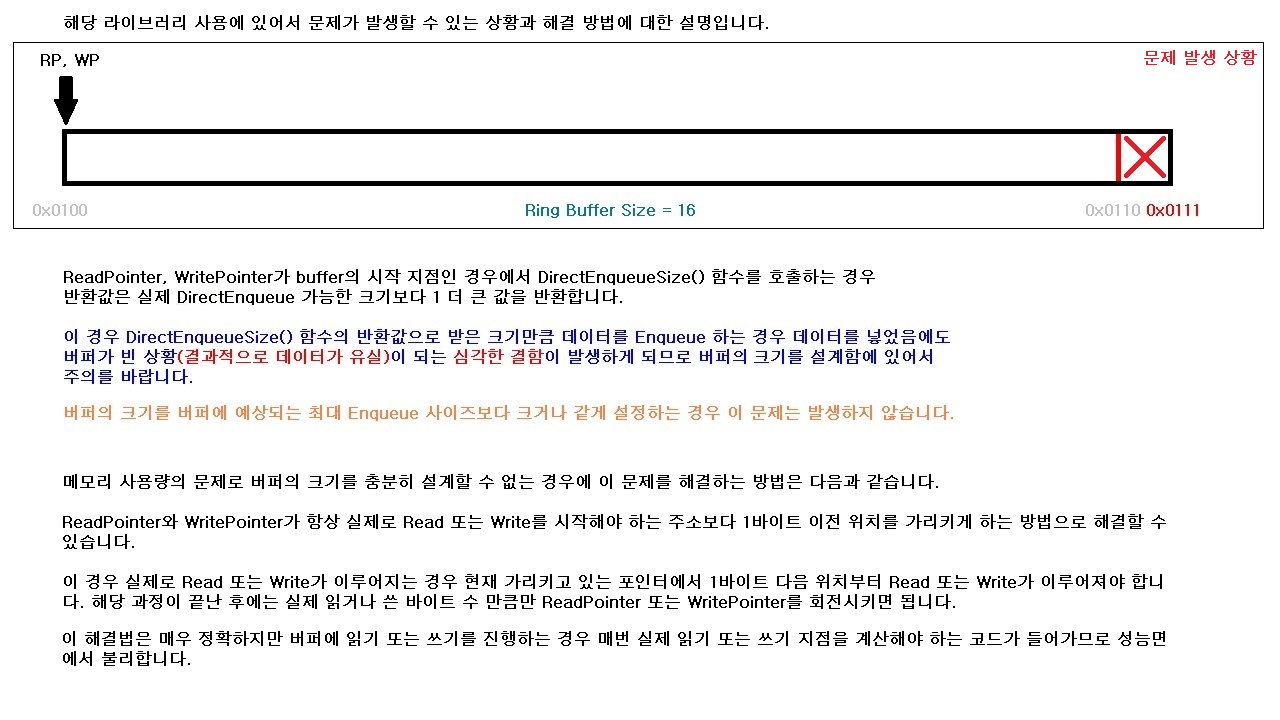 해당 라이브러리 사용에 있어서 문제가 발생할 수 있는 상황과 해결 방법에 대한 설명입니다.
RP, WP
문제 발생 상황
0x0100
Ring Buffer Size = 16
0x0110 0x0111
ReadPointer, WritePointer가 buffer의 시작 지점인 경우에서 DirectEnqueueSize() 함수를 호출하는 경우
반환값은 실제 DirectEnqueue 가능한 크기보다 1 더 큰 값을 반환합니다.
이 경우 DirectEnqueueSize() 함수의 반환값으로 받은 크기만큼 데이터를 Enqueue 하는 경우 데이터를 넣었음에도
버퍼가 빈 상황(결과적으로 데이터가 유실)이 되는 심각한 결함이 발생하게 되므로 버퍼의 크기를 설계함에 있어서
주의를 바랍니다.
버퍼의 크기를 버퍼에 예상되는 최대 Enqueue 사이즈보다 크거나 같게 설정하는 경우 이 문제는 발생하지 않습니다.
메모리 사용량의 문제로 버퍼의 크기를 충분히 설계할 수 없는 경우에 이 문제를 해결하는 방법은 다음과 같습니다.
ReadPointer와 WritePointer가 항상 실제로 Read 또는 Write를 시작해야 하는 주소보다 1바이트 이전 위치를 가리키게 하는 방법으로 해결할 수
있습니다.
이 경우 실제로 Read 또는 Write가 이루어지는 경우 현재 가리키고 있는 포인터에서 1바이트 다음 위치부터 Read 또는 Write가 이루어져야 합니
다. 해당 과정이 끝난 후에는 실제 읽거나 쓴 바이트 수 만큼만 ReadPointer 또는 WritePointer를 회전시키면 됩니다.
이 해결법은 매우 정확하지만 버퍼에 읽기 또는 쓰기를 진행하는 경우 매번 실제 읽기 또는 쓰기 지점을 계산해야 하는 코드가 들어가므로 성능면
에서 불리합니다.